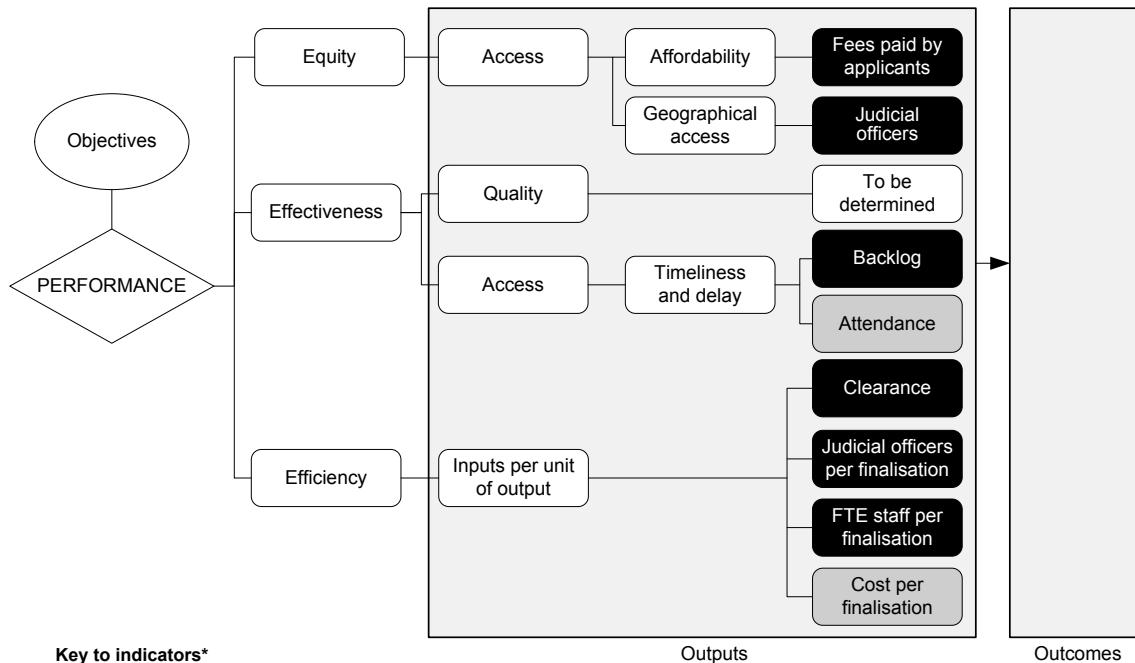 Objectives
PERFORMANCE
Equity
Access
Affordability
Fees paid by
applicants
Geographical
access
Judicial
officers
Effectiveness
Quality
To be
determined
Access
Timeliness
and delay
Backlog
Attendance
Efficiency
Inputs per unit
of output
Clearance
Judicial officers
per finalisation
FTE staff per
finalisation
Cost per
finalisation
Key to indicators*
Outputs
Outcomes